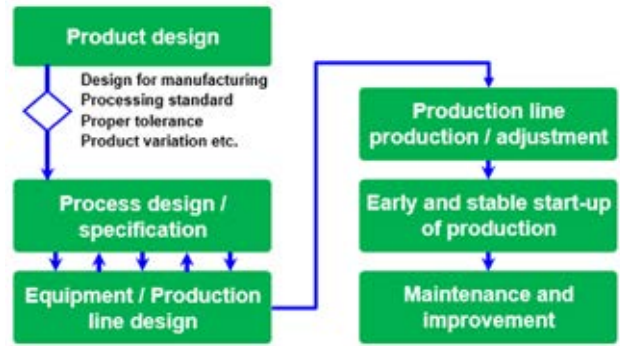 Product design
Design for manufacturing
Processing standard
Proper tolerance
Product variation etc.
Process design /
specification
Equipment / Production
line design
Production line
production / adjustment
Early and stable start-up
of production
Maintenance and
improvement